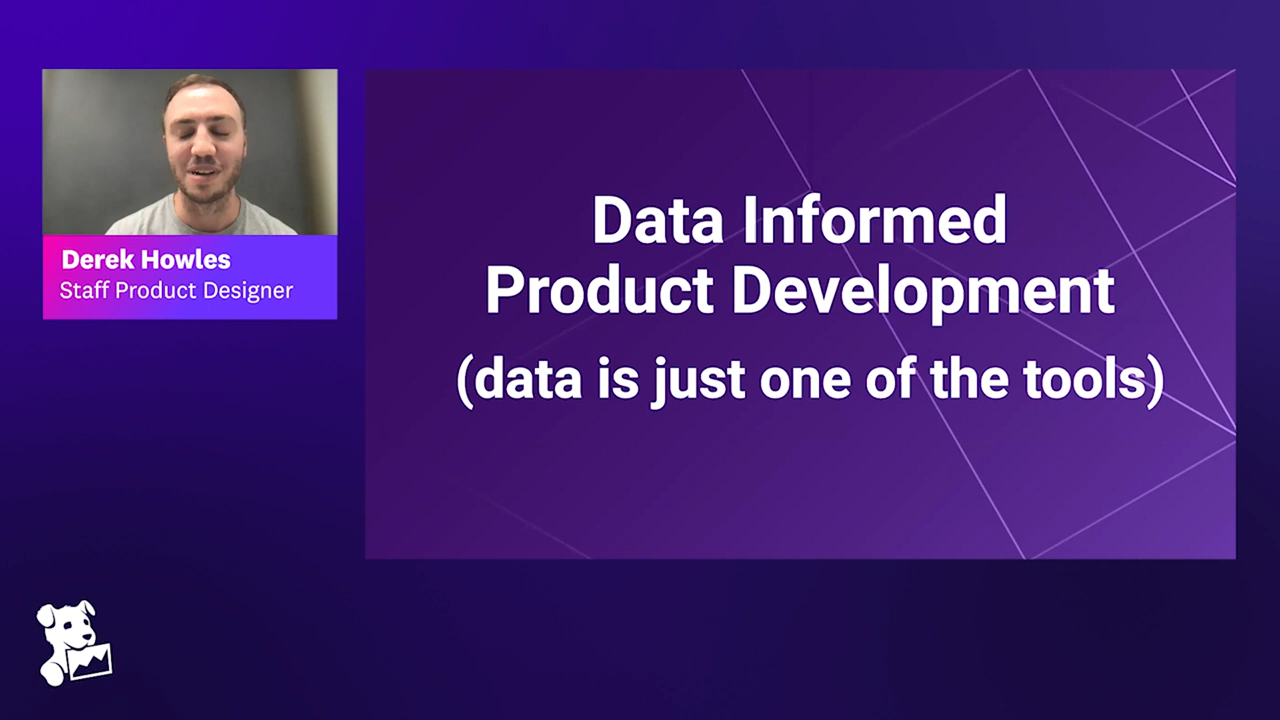 Derek Howles
Staff Product Designer
Data Informed
Product Development
(data is just one of the tools)